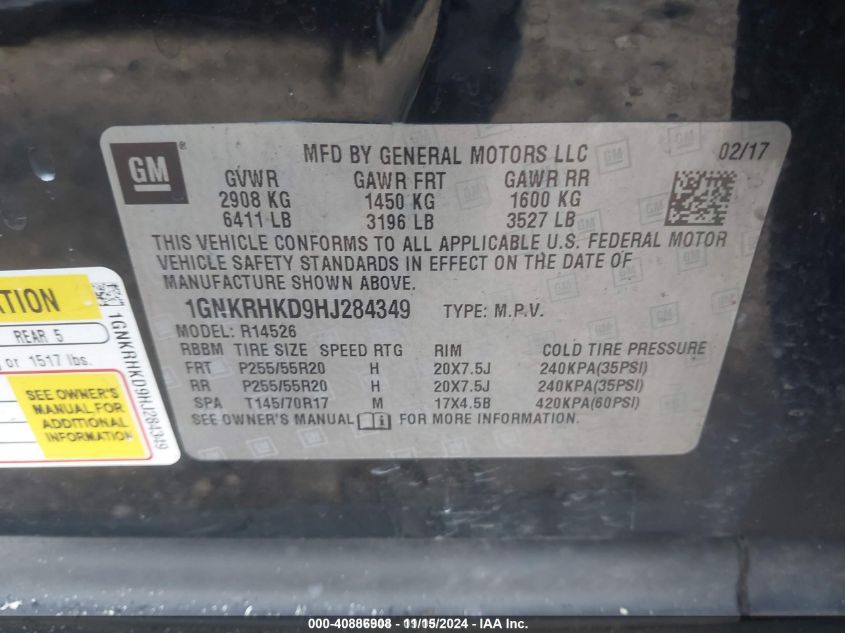 GM ®
MFD BY GENERAL MOTORS LLC 02/17
GVWR GAWR FRT GAWR RR
2908 KG 1450 KG 1600 KG
6411 LB 3196 LB 3527 LB
THIS VEHICLE CONFORMS TO ALL APPLICABLE U.S. FEDERAL MOTOR
VEHICLE SAFETY STANDARDS IN EFFECT ON THE DATE OF
MANUFACTURE SHOWN ABOVE.
1GNKRHKD9HJ284349 TYPE: M.P.V.
MODEL: R14526
RBBM TIRE SIZE SPEED RTG RIM COLD TIRE PRESSURE
FRT P255/55R20 H 20X7.5J 240KPA(35PSI)
RR P255/55R20 H 20X7.5J 240KPA(35PSI)
SPA T145/70R17 M 17X4.5B 420KPA(60PSI)
SEE OWNER'S MANUAL FOR MORE INFORMATION.
REAR 5
or 1517 lbs.
SEE OWNER'S
MANUAL FOR
ADDITIONAL
INFORMATION
1GNKRHKD9HJ284349
000-40886908 - 11/15/2024 - IAA Inc.